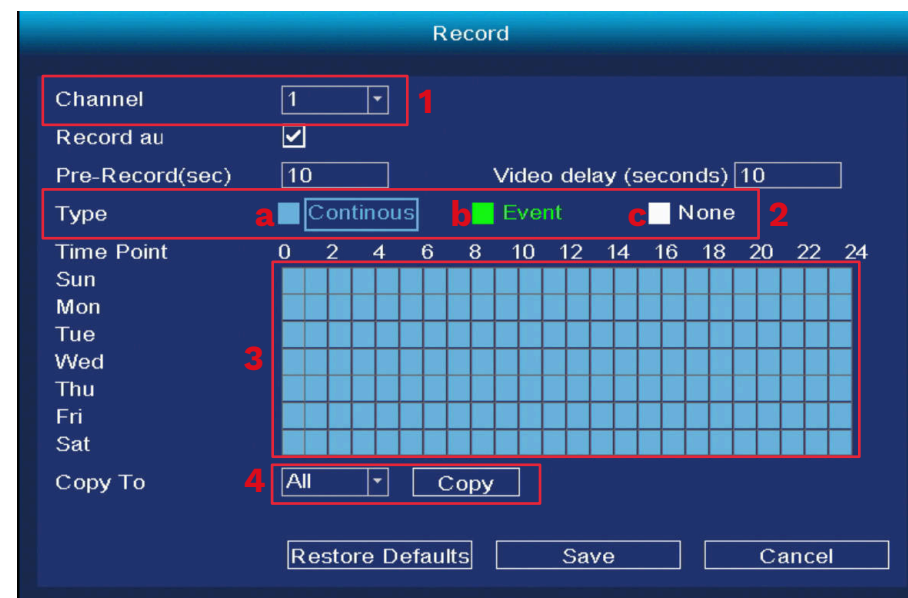 Record
Channel 1 1
Record au
Pre-Record(sec) 10 Video delay (seconds) 10
Type a Continous b Event c None 2
Time Point 0 2 4 6 8 10 12 14 16 18 20 22 24
Sun
Mon
Tue
Wed 3
Thu
Fri
Sat
Copy To 4 All Copy
Restore Defaults Save Cancel